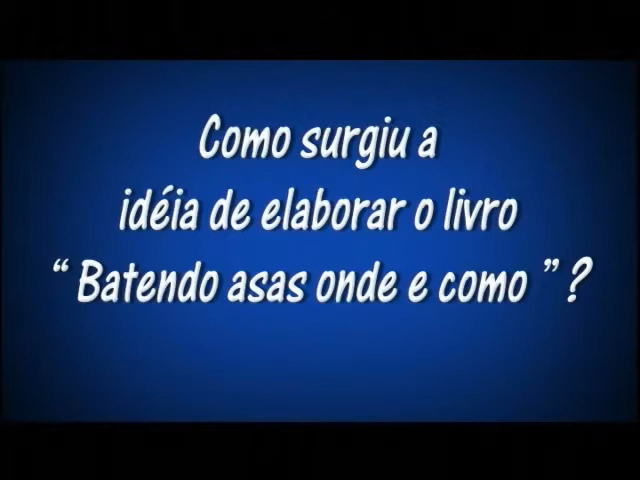 Como surgiu a
idéia de elaborar o livro
“ Batendo asas onde e como ” ?